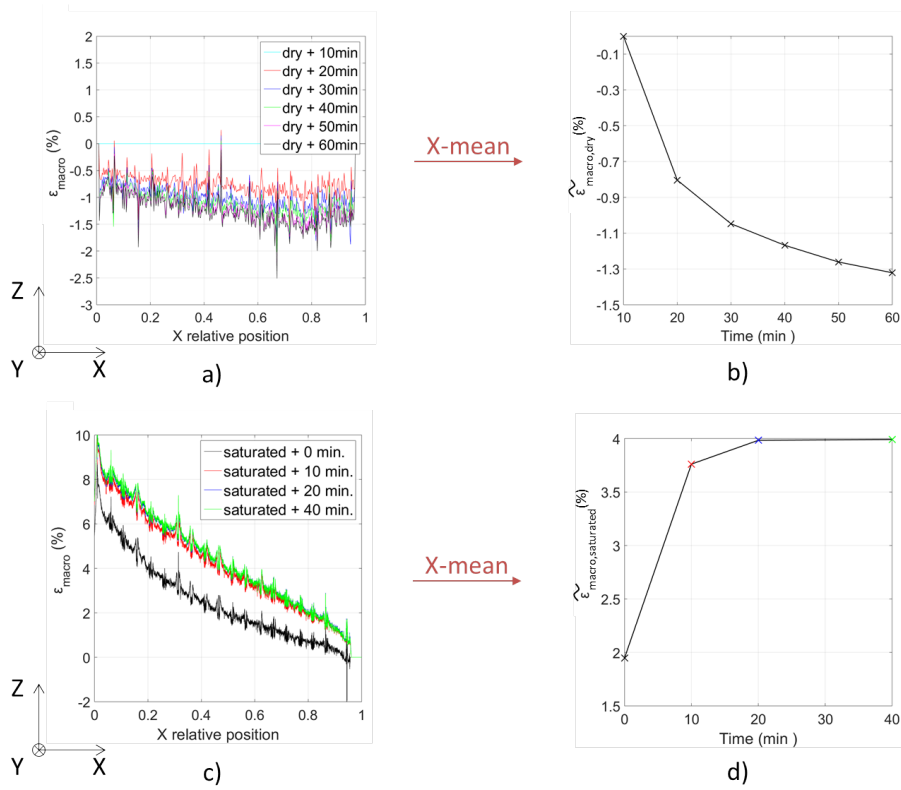 2
1.5
1
0.5
0
-0.5
-1
-1.5
-2
-2.5
-3
ε_macro (%)
dry + 10min
dry + 20min
dry + 30min
dry + 40min
dry + 50min
dry + 60min
0 0.2 0.4 0.6 0.8 1
X relative position
Z
Y X
a)
X-mean
-0.1
-0.3
-0.5
-0.7
-0.9
-1.1
-1.3
-1.5
ε̃_macro,dry (%)
10 20 30 40 50 60
Time (min )
b)
10
8
6
4
2
0
-2
ε_macro (%)
saturated + 0 min.
saturated + 10 min.
saturated + 20 min.
saturated + 40 min.
0 0.2 0.4 0.6 0.8 1
X relative position
Z
Y X
c)
X-mean
4
3.5
3
2.5
2
1.5
ε̃_macro,saturated (%)
0 10 20 30 40
Time (min )
d)